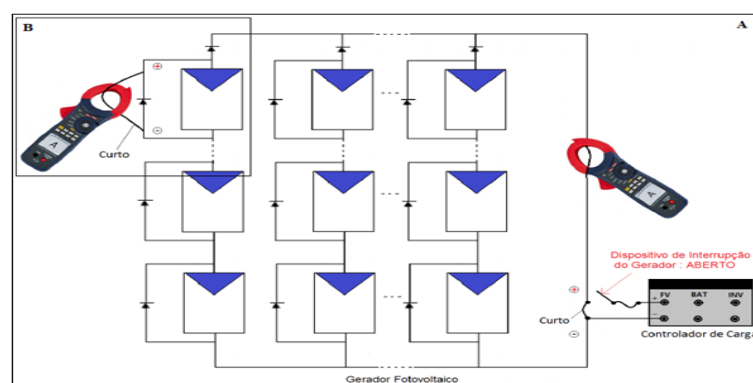 B
A
+
-
Curto
A
A
Dispositivo de Interrupção
do Gerador : ABERTO
+
FV
BAT
INV
+
-
Curto
-
Controlador de Carga
Gerador Fotovoltaico